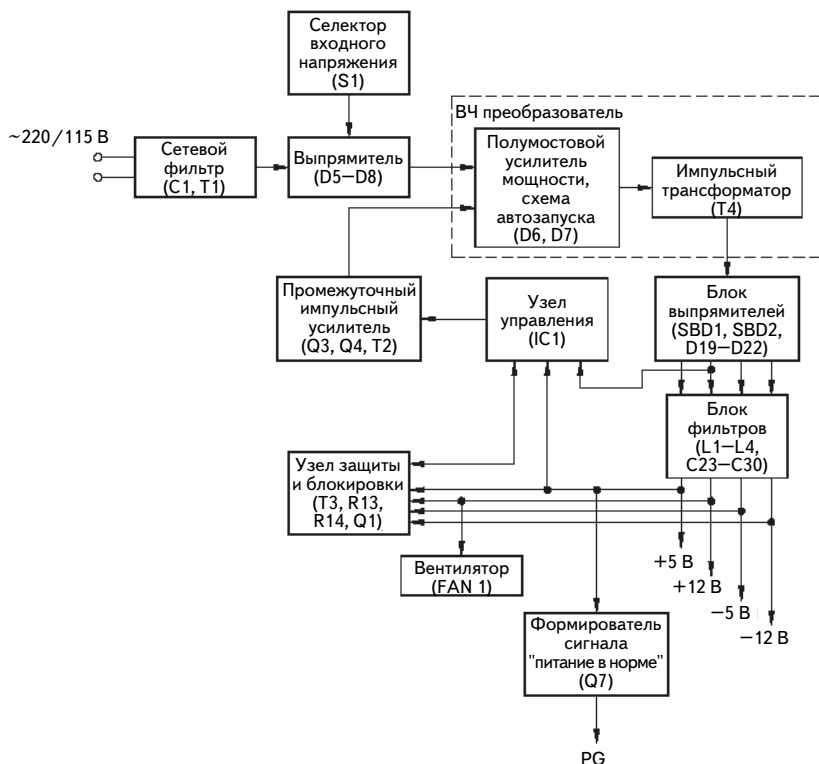 Селектор
входного
напряжения
(S1)
~220/115 В
Сетевой
фильтр
(C1, T1)
Выпрямитель
(D5—D8)
ВЧ преобразователь
Полумостовой
усилитель
мощности,
схема
автозапуска
(D6, D7)
Импульсный
трансформатор
(T4)
Промежуточный
импульсный
усилитель
(Q3, Q4, T2)
Узел
управления
(IC1)
Блок
выпрямителей
(SBD1, SBD2,
D19—D22)
Блок
фильтров
(L1—L4,
C23—C30)
Узел защиты
и блокировки
(T3, R13,
R14, Q1)
Вентилятор
(FAN 1)
+5 В
+12 В
−5 В
−12 В
Формирователь
сигнала
"питание в норме"
(Q7)
PG